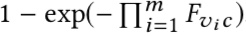 1 − exp(− ∏_{i=1}^{m} F_{v_i c})